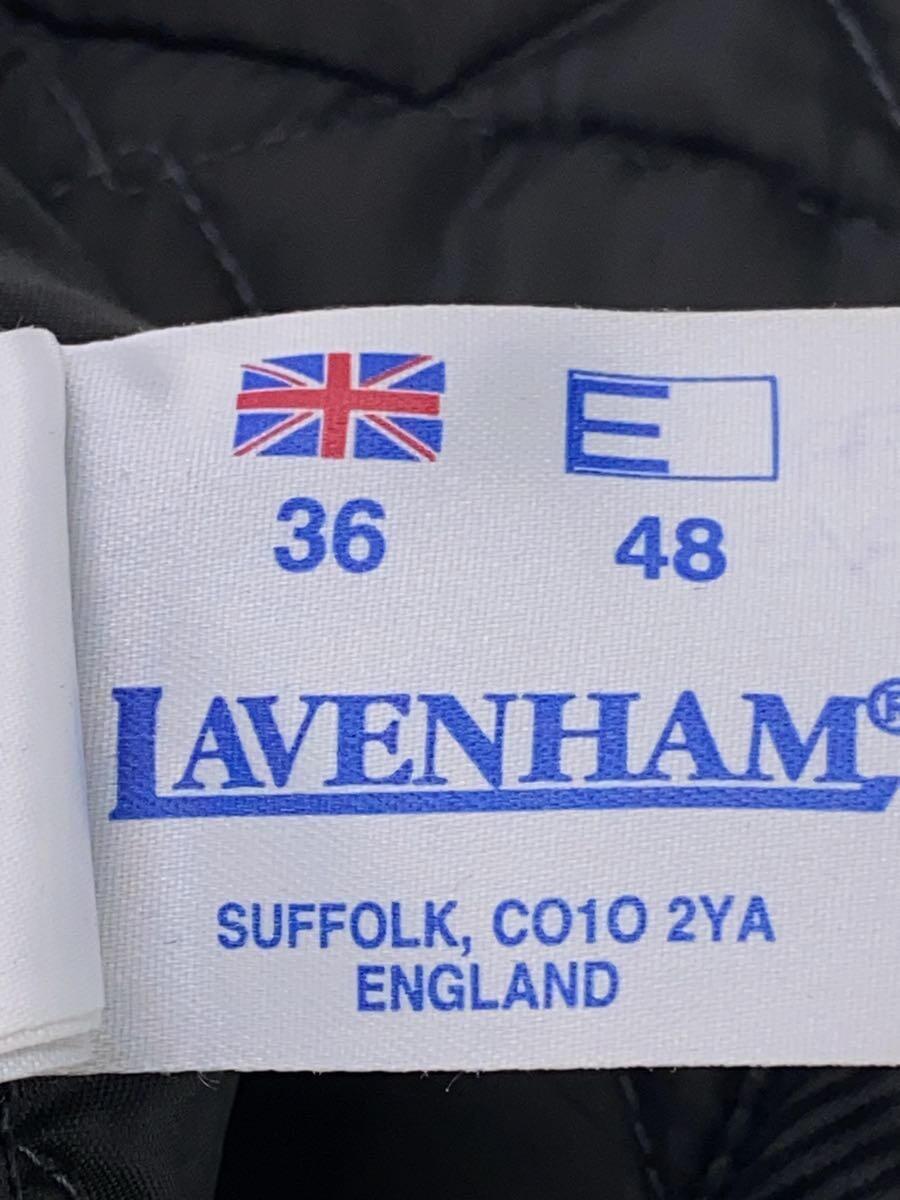 E
36 48
LAVENHAM®
SUFFOLK, CO1O 2YA
ENGLAND